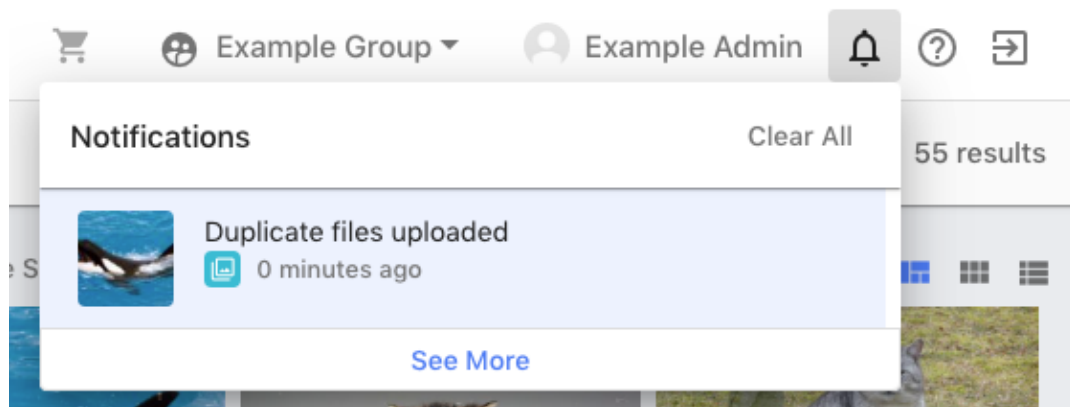 Example Group
Example Admin
Notifications
Clear All
55 results
Duplicate files uploaded
0 minutes ago
e S
See More